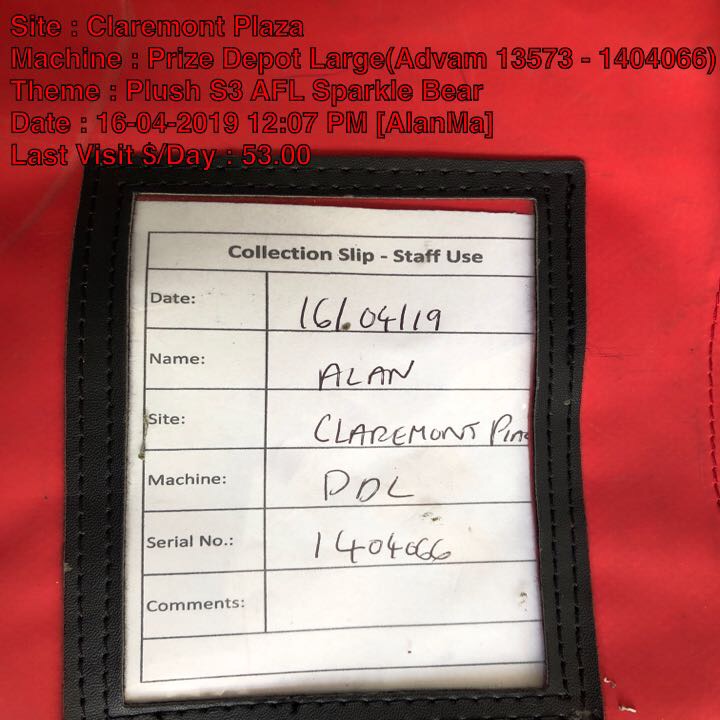 Site : Claremont Plaza
Machine : Prize Depot Large(Advam 13573 - 1404066)
Theme : Plush S3 AFL Sparkle Bear
Date : 16-04-2019 12:07 PM [AlanMa]
Last Visit $/Day : 53.00
Collection Slip - Staff Use
Date: 16/04/19
Name: ALAN
Site: CLAREMONT
Machine: PDL
Serial No.: 1404066
Comments: